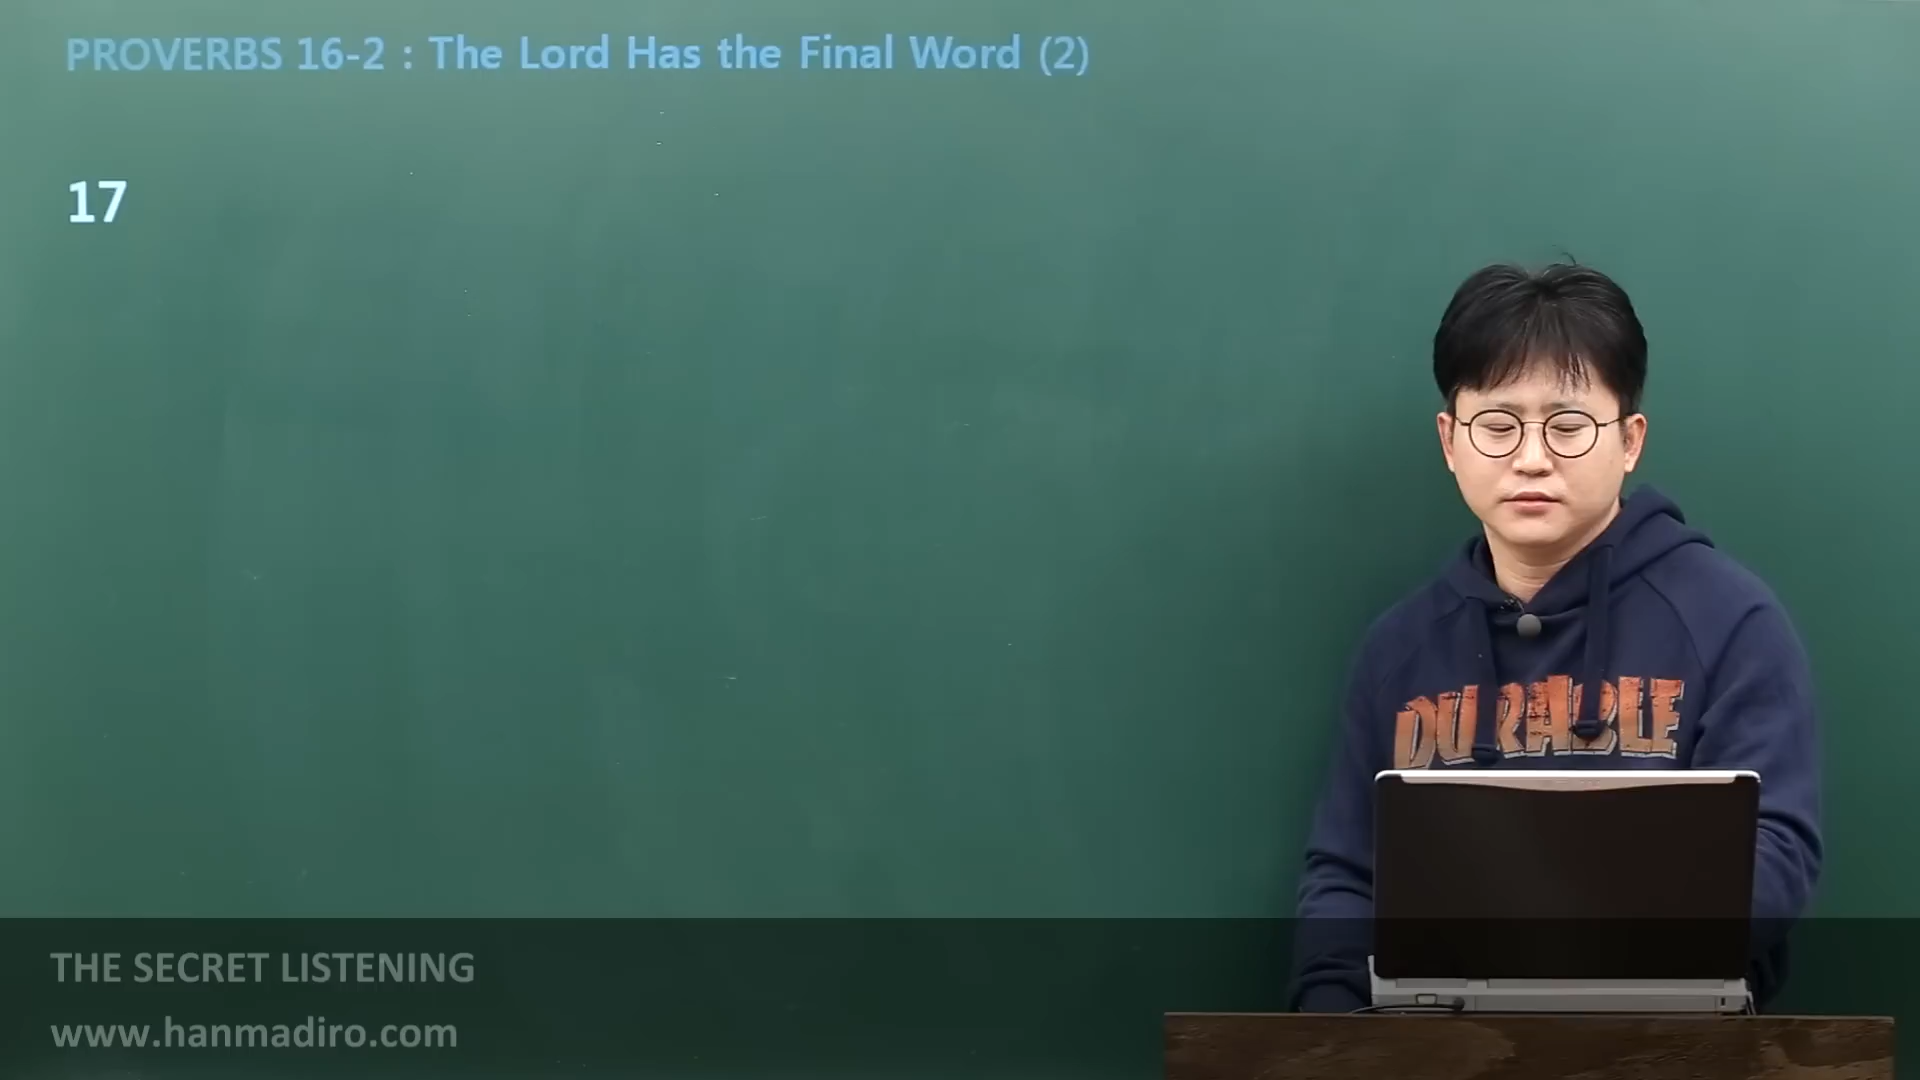 PROVERBS 16-2 : The Lord Has the Final Word (2)
17
DURABLE
THE SECRET LISTENING
www.hanmadiro.com